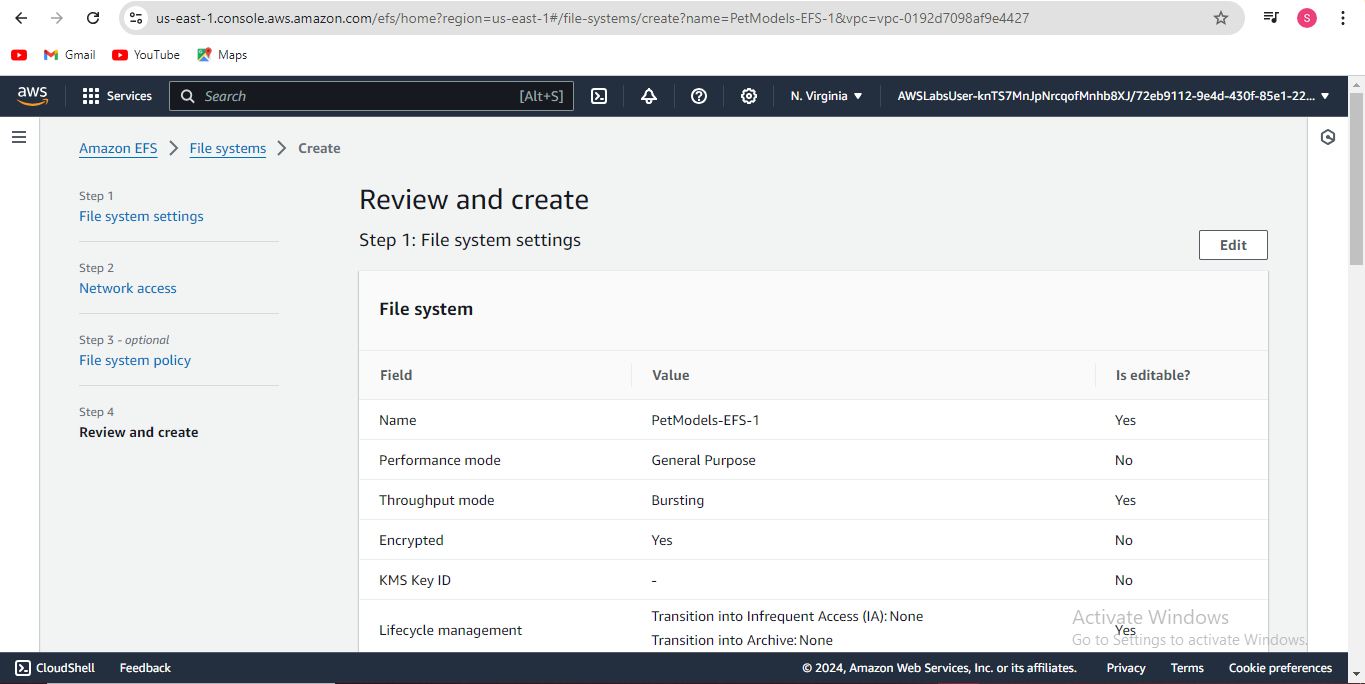 us-east-1.console.aws.amazon.com/efs/home?region=us-east-1#/file-systems/create?name=PetModels-EFS-1&vpc=vpc-0192d7098af9e4427
S
Gmail YouTube Maps
aws Services Search [Alt+S] N. Virginia AWSLabsUser-knTS7MnJpNrcqofMnhb8XJ/72eb9112-9e4d-430f-85e1-22...
Amazon EFS File systems Create
Step 1
File system settings
Step 2
Network access
Step 3 - optional
File system policy
Step 4
Review and create
Review and create
Step 1: File system settings
Edit
File system
Field Value Is editable?
Name PetModels-EFS-1 Yes
Performance mode General Purpose No
Throughput mode Bursting Yes
Encrypted Yes No
KMS Key ID - No
Lifecycle management Transition into Infrequent Access (IA): None
Transition into Archive: None Yes
Activate Windows
Go to Settings to activate Windows.
CloudShell Feedback © 2024, Amazon Web Services, Inc. or its affiliates. Privacy Terms Cookie preferences